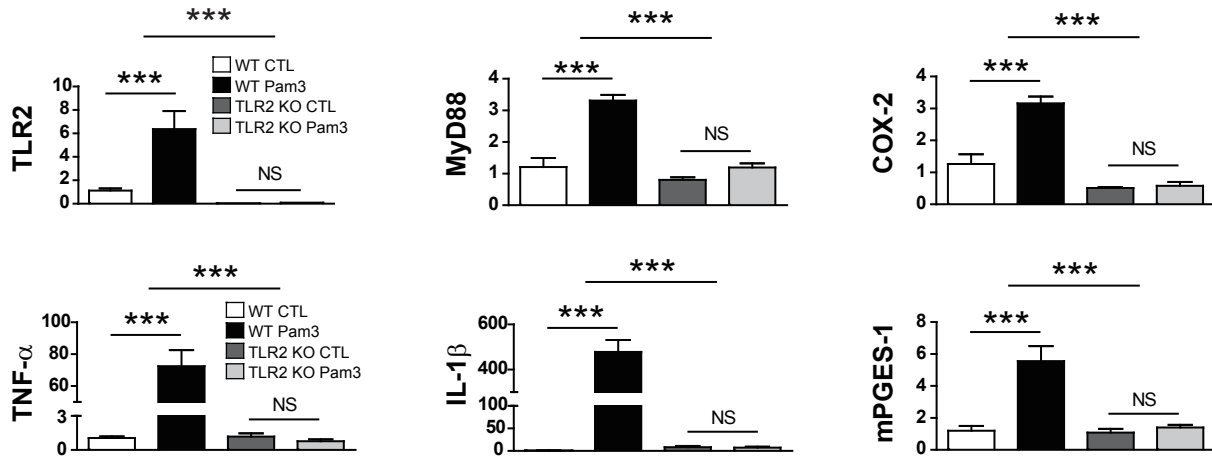 ***
***
TLR2
10
8
6
4
2
0
WT CTL
WT Pam3
TLR2 KO CTL
TLR2 KO Pam3
NS
***
***
MyD88
4
3
2
1
0
NS
***
***
COX-2
4
3
2
1
0
NS
***
***
TNF-α
100
80
60
3
0
WT CTL
WT Pam3
TLR2 KO CTL
TLR2 KO Pam3
NS
***
***
IL-1β
600
400
100
50
0
NS
***
***
mPGES-1
8
6
4
2
0
NS